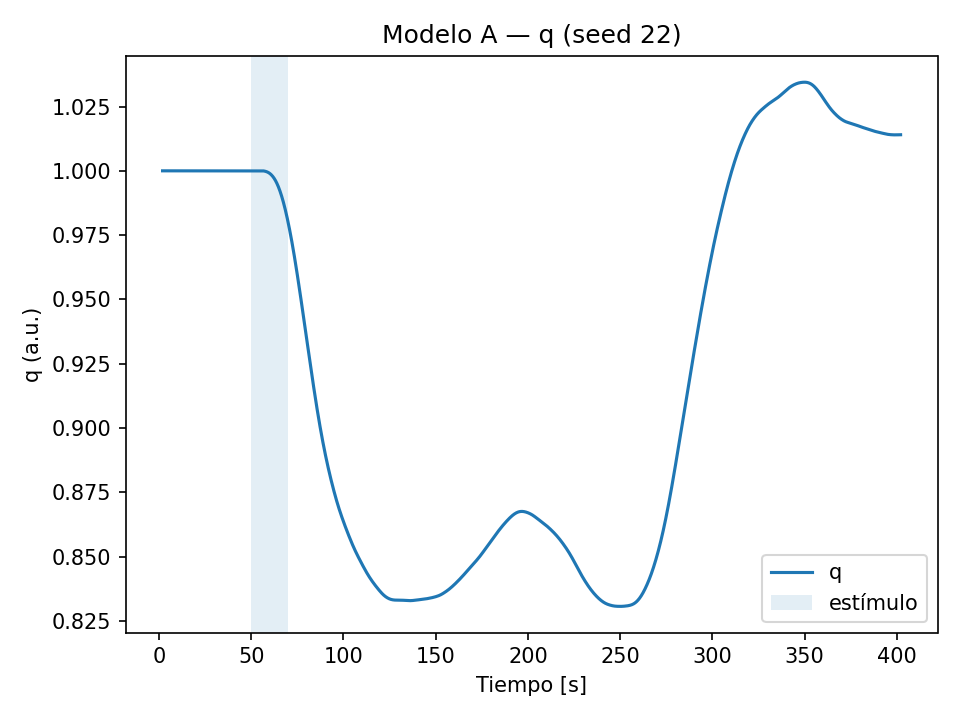 Modelo A — q (seed 22)
1.025
1.000
0.975
0.950
0.925
0.900
0.875
0.850
0.825
q (a.u.)
0 50 100 150 200 250 300 350 400
Tiempo [s]
q
estímulo